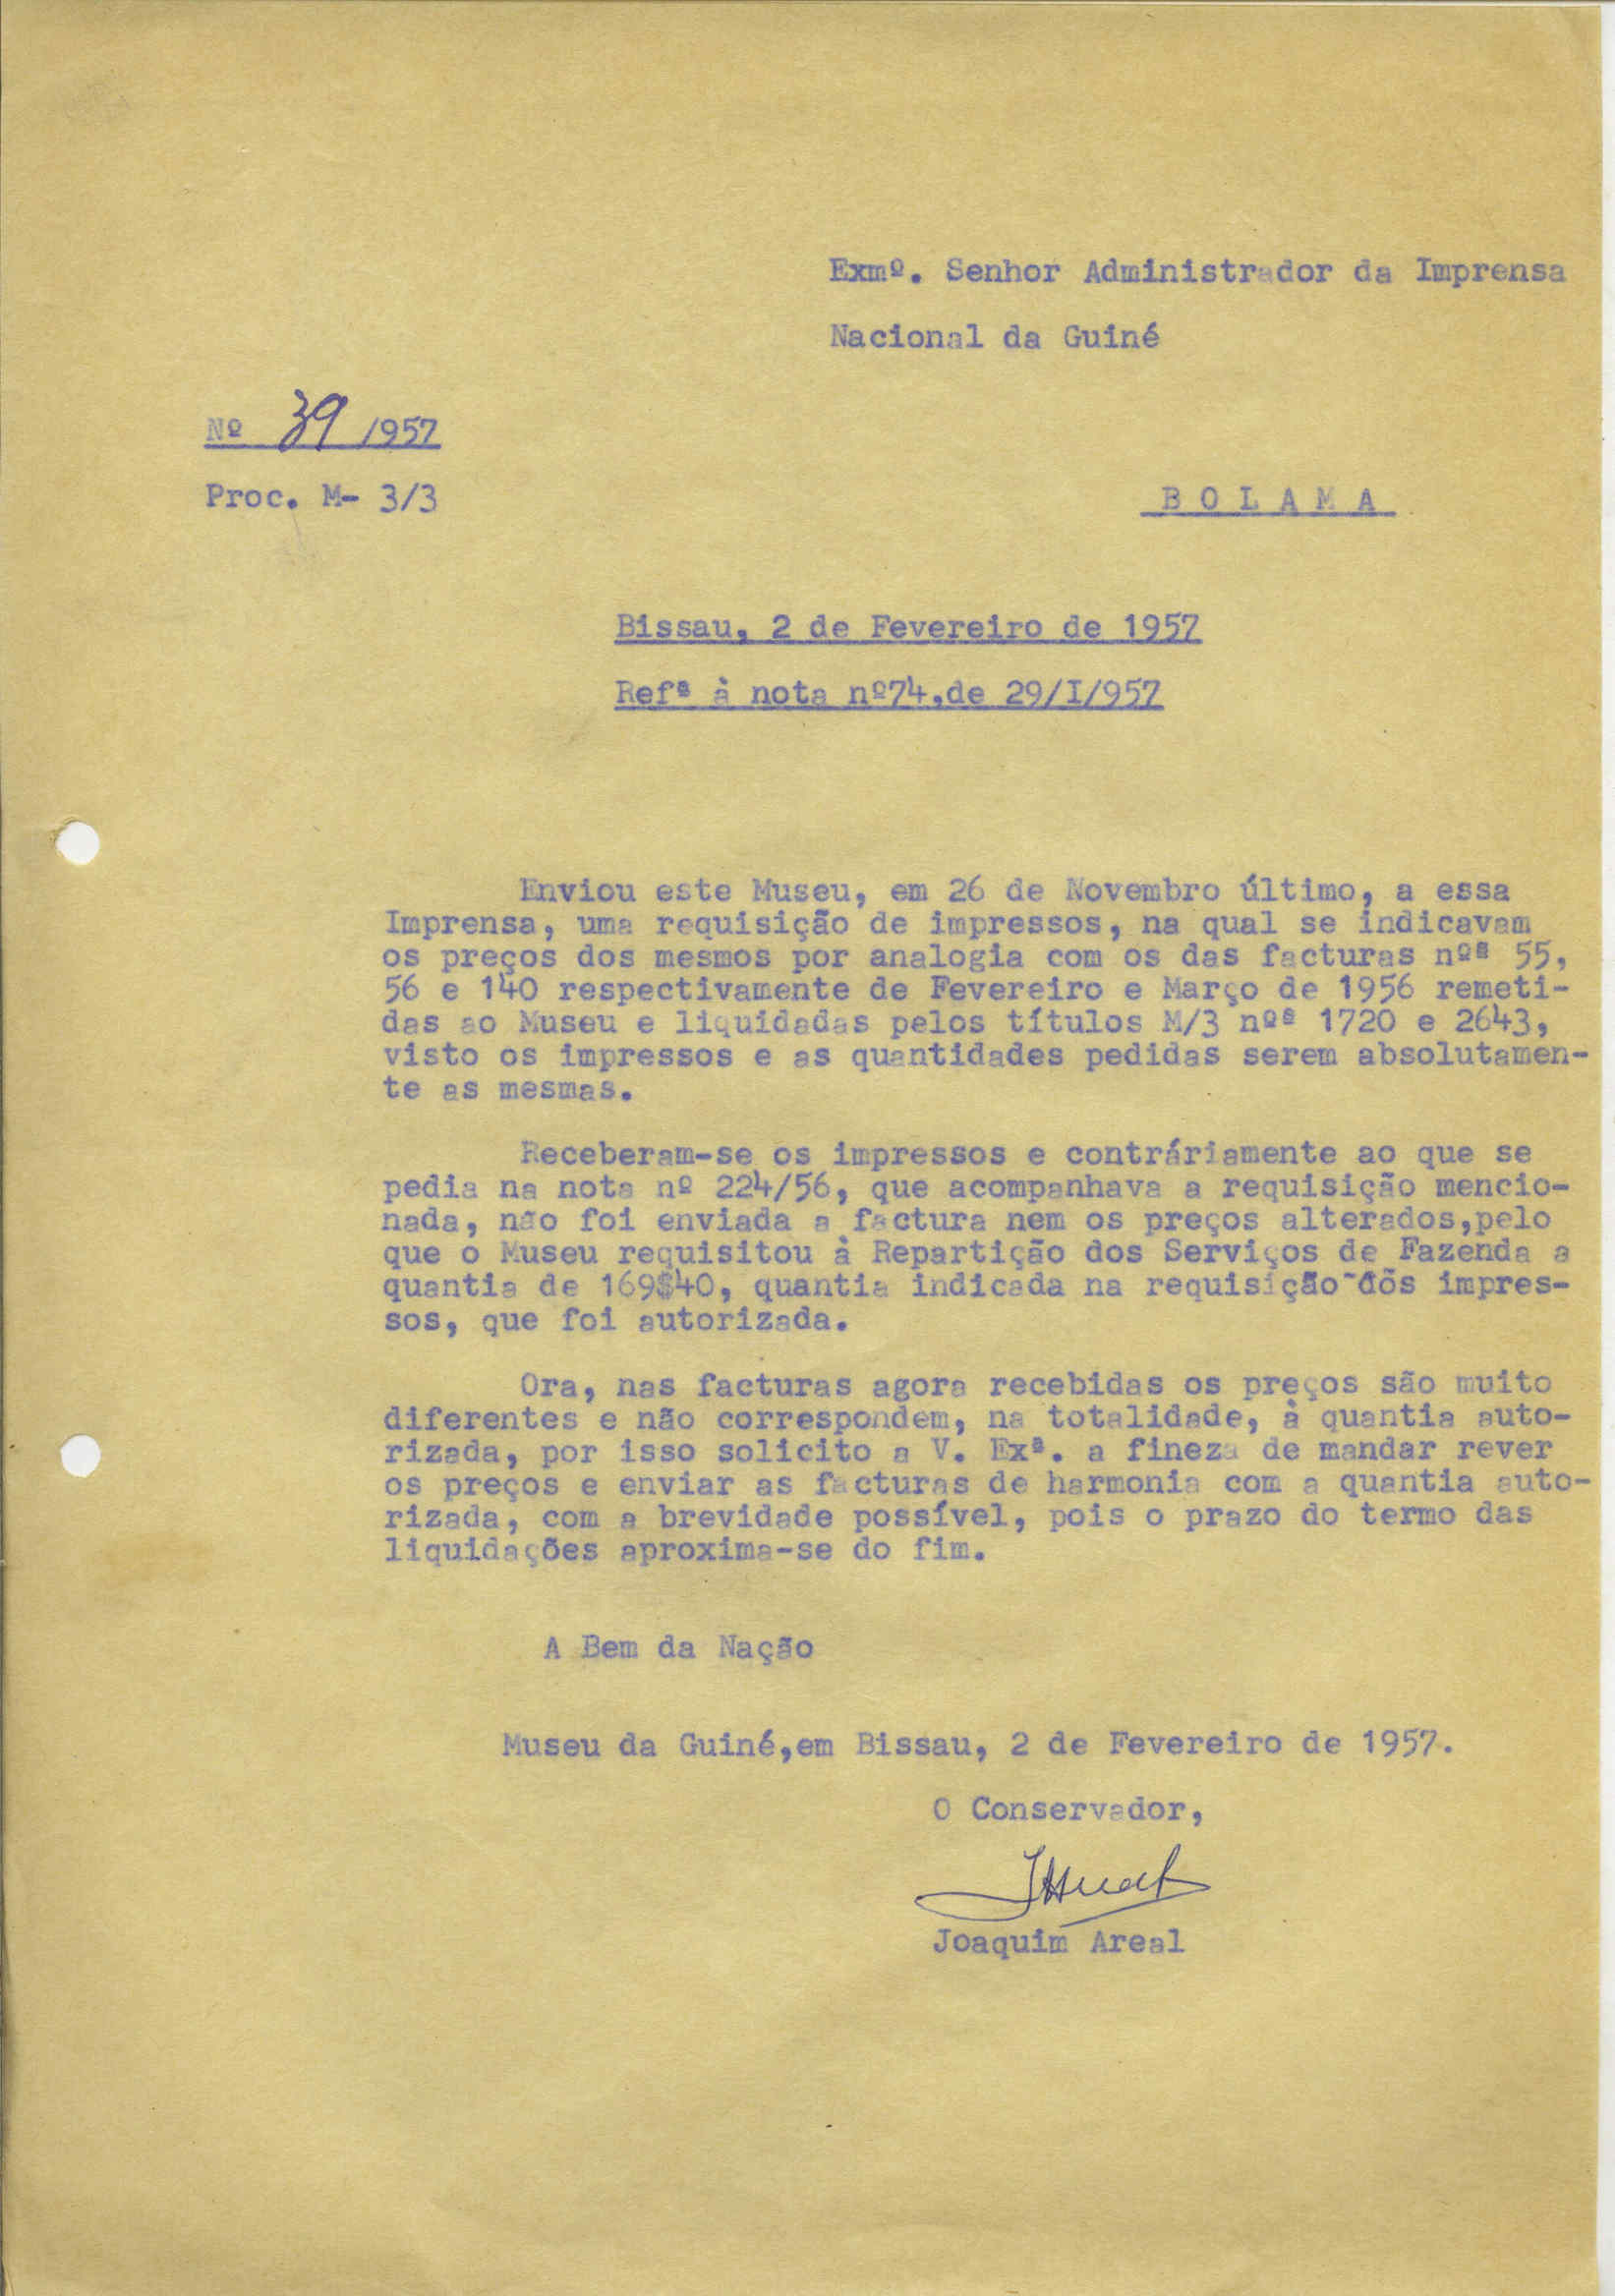 Exmº. Senhor Administrador da Imprensa
Nacional da Guiné
Nº 39 /957
Proc. M- 3/3
B O L A M A
Bissau, 2 de Fevereiro de 1957
Refª à nota nº74,de 29/I/957
Enviou este Museu, em 26 de Novembro último, a essa
Imprensa, uma requisição de impressos, na qual se indicavam
os preços dos mesmos por analogia com os das facturas nºª 55,
56 e 140 respectivamente de Fevereiro e Março de 1956 remeti-
das ao Museu e liquidadas pelos títulos M/3 nºª 1720 e 2643,
visto os impressos e as quantidades pedidas serem absolutamen-
te as mesmas.
Receberam-se os impressos e contráriamente ao que se
pedia na nota nº 224/56, que acompanhava a requisição mencio-
nada, não foi enviada a factura nem os preços alterados,pelo
que o Museu requisitou à Repartição dos Serviços de Fazenda a
quantia de 169$40, quantia indicada na requisição dos impres-
sos, que foi autorizada.
Ora, nas facturas agora recebidas os preços são muito
diferentes e não correspondem, na totalidade, à quantia auto-
rizada, por isso solicito a V. Exª. a fineza de mandar rever
os preços e enviar as facturas de harmonia com a quantia auto-
rizada, com a brevidade possível, pois o prazo do termo das
liquidações aproxima-se do fim.
A Bem da Nação
Museu da Guiné,em Bissau, 2 de Fevereiro de 1957.
O Conservador,
Joaquim Areal